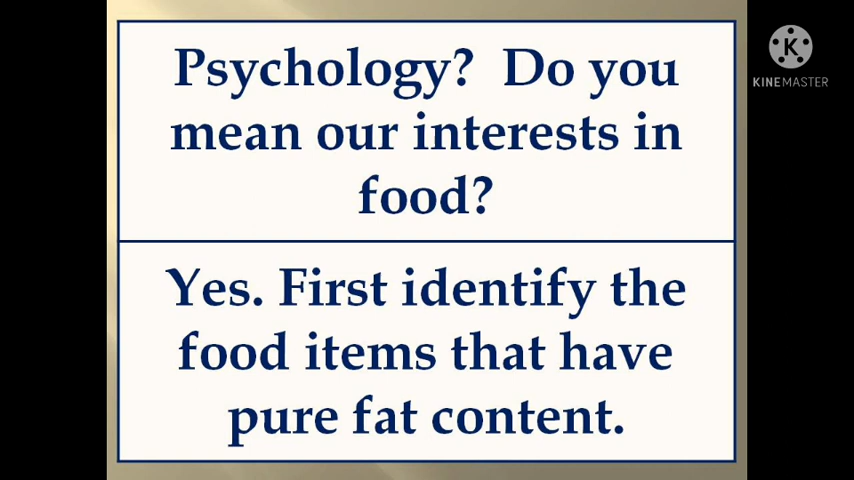 Psychology? Do you
mean our interests in
food?
Yes. First identify the
food items that have
pure fat content.
K
KINEMASTER